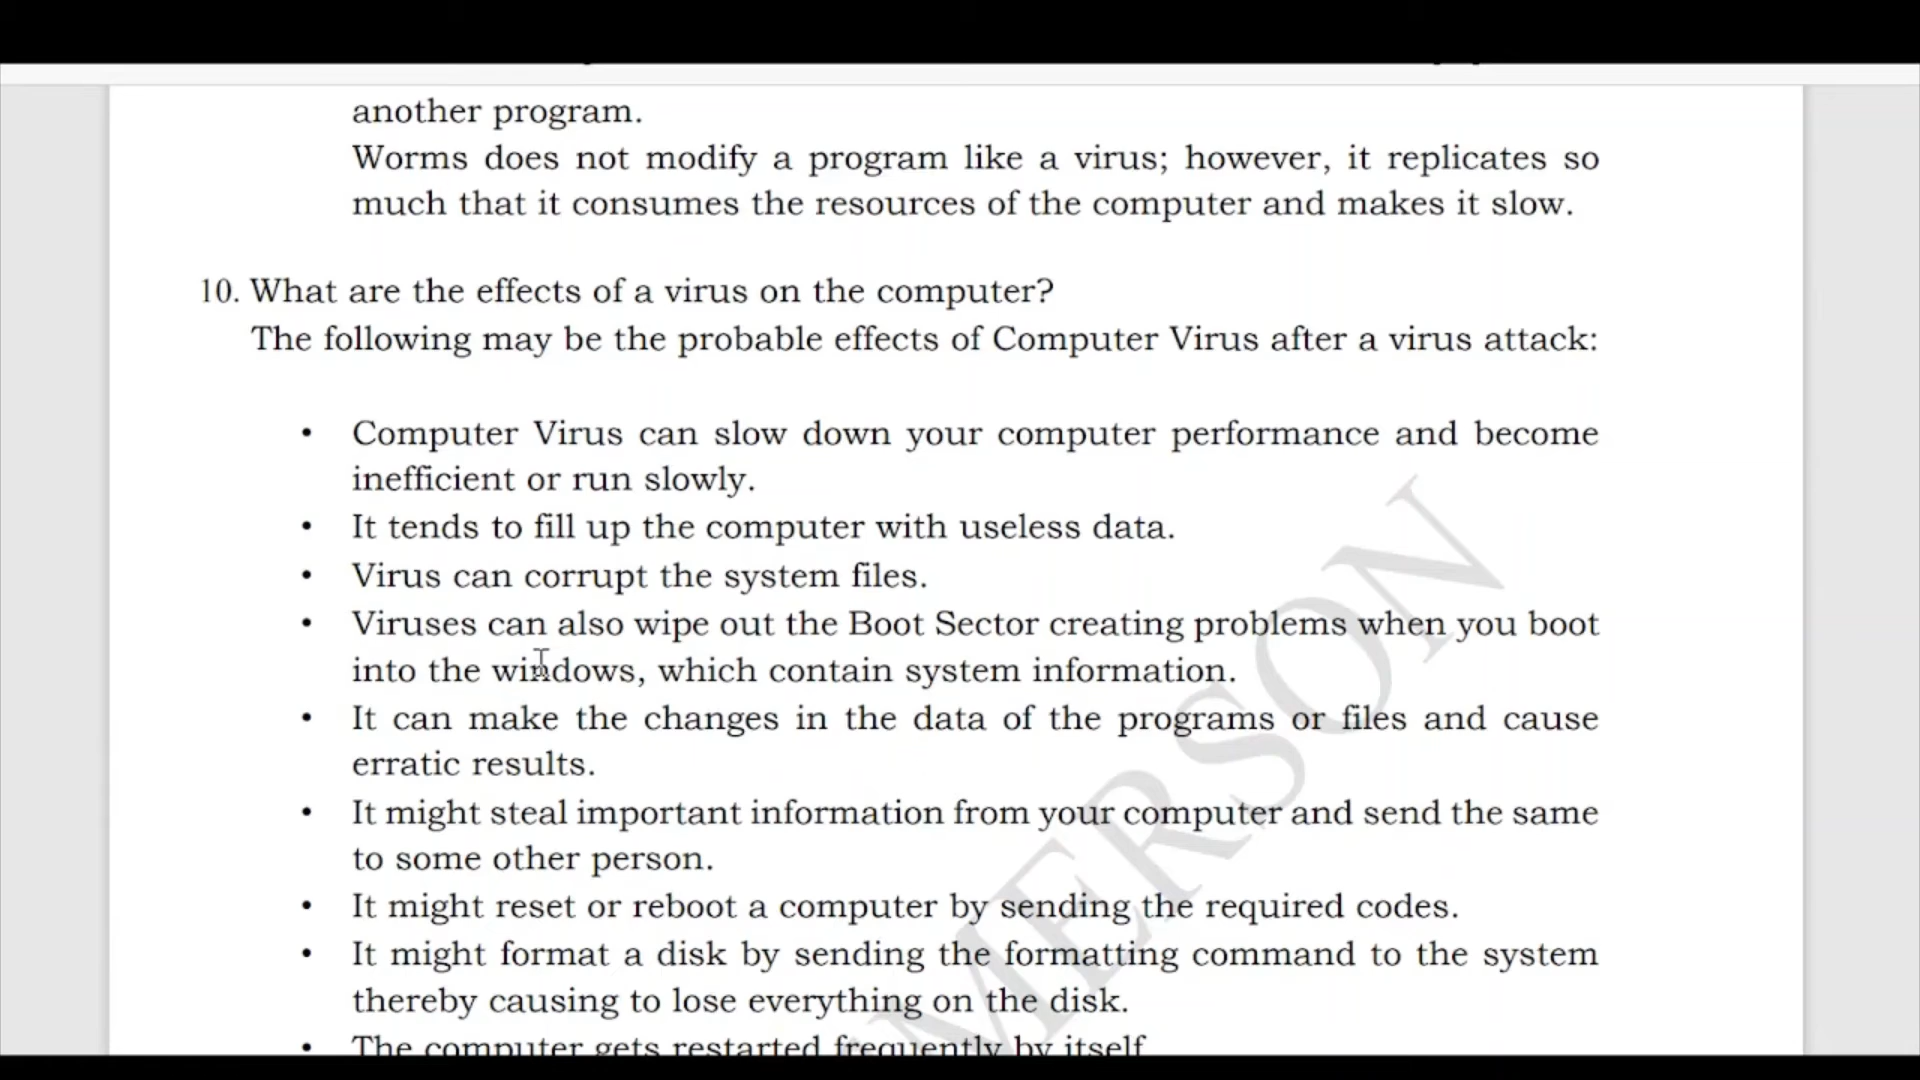 another program.
Worms does not modify a program like a virus; however, it replicates so
much that it consumes the resources of the computer and makes it slow.
10. What are the effects of a virus on the computer?
The following may be the probable effects of Computer Virus after a virus attack:
• Computer Virus can slow down your computer performance and become
inefficient or run slowly.
• It tends to fill up the computer with useless data.
• Virus can corrupt the system files.
• Viruses can also wipe out the Boot Sector creating problems when you boot
into the windows, which contain system information.
• It can make the changes in the data of the programs or files and cause
erratic results.
• It might steal important information from your computer and send the same
to some other person.
• It might reset or reboot a computer by sending the required codes.
• It might format a disk by sending the formatting command to the system
thereby causing to lose everything on the disk.
• The computer gets restarted frequently by itself
MERSON